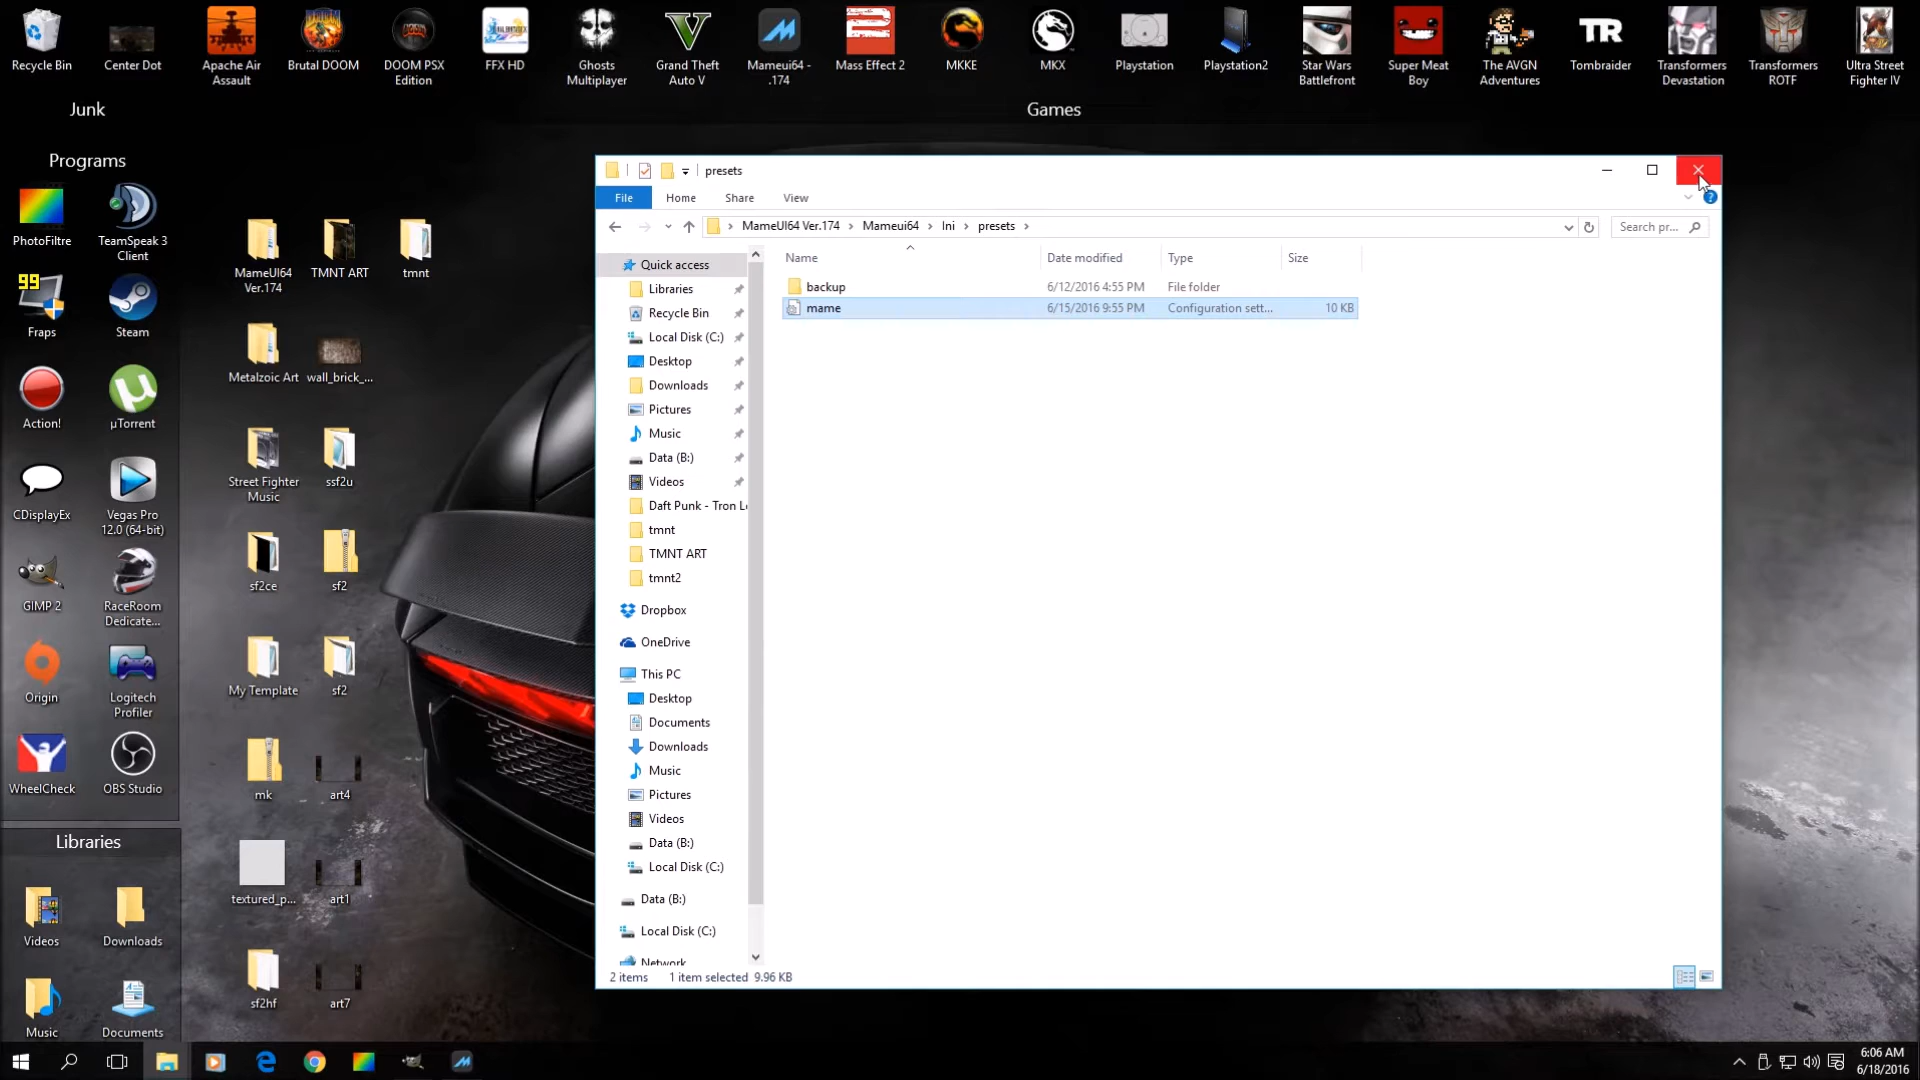 Recycle Bin
Center Dot
Apache Air
Assault
Brutal DOOM
DOOM PSX
Edition
FFX HD
Ghosts
Multiplayer
Grand Theft
Auto V
Mameui64 -
.174
Mass Effect 2
MKKE
MKX
Playstation
Playstation2
Star Wars
Battlefront
Super Meat
Boy
The AVGN
Adventures
TR
Tombraider
Transformers
Devastation
Transformers
ROTF
Ultra Street
Fighter IV
Junk
Games
Programs
PhotoFiltre
TeamSpeak 3
Client
99
Fraps
Steam
Action!
µTorrent
CDisplayEx
Vegas Pro
12.0 (64-bit)
GIMP 2
RaceRoom
Dedicate...
Origin
Logitech
Profiler
WheelCheck
OBS Studio
Libraries
Videos
Downloads
Music
Documents
MameUI64
Ver.174
TMNT ART
tmnt
Metalzoic Art
wall_brick_...
Street Fighter
Music
ssf2u
sf2ce
sf2
My Template
sf2
mk
art4
textured_p...
art1
sf2hf
art7
presets
File
Home
Share
View
MameUI64 Ver.174
Mameui64
Ini
presets
Search pr...
Name
Date modified
Type
Size
backup
6/12/2016 4:55 PM
File folder
mame
6/15/2016 9:55 PM
Configuration sett...
10 KB
Quick access
Libraries
Recycle Bin
Local Disk (C:)
Desktop
Downloads
Pictures
Music
Data (B:)
Videos
Daft Punk - Tron Le
tmnt
TMNT ART
tmnt2
Dropbox
OneDrive
This PC
Desktop
Documents
Downloads
Music
Pictures
Videos
Data (B:)
Local Disk (C:)
Data (B:)
Local Disk (C:)
Network
2 items
1 item selected 9.96 KB
6:06 AM
6/18/2016